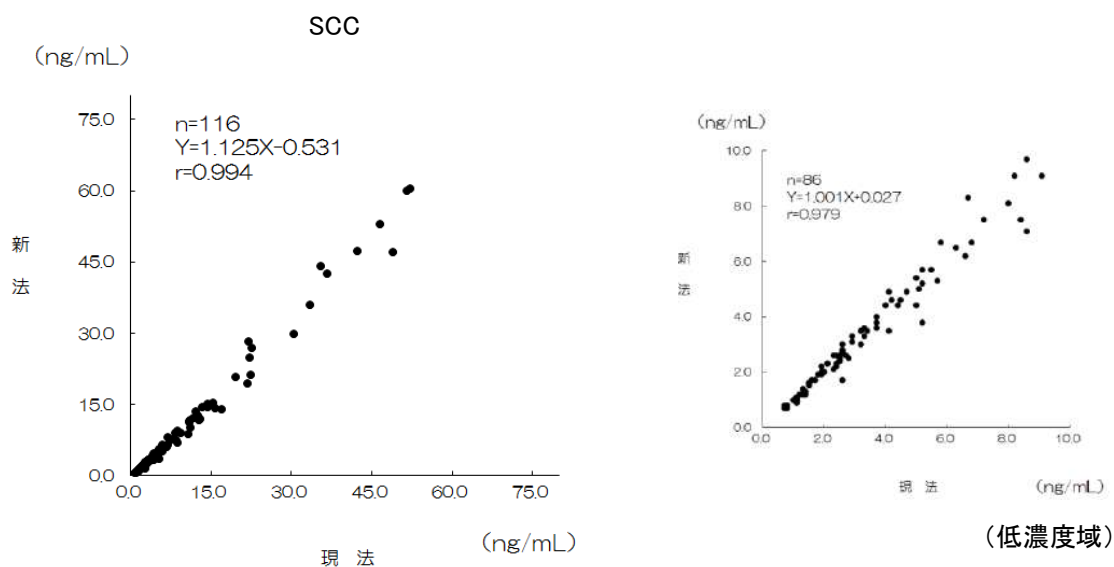 SCC
(ng/mL)
n=116
Y=1.125X-0.531
r=0.994
75.0
60.0
45.0
30.0
15.0
0.0
新
法
0.0 15.0 30.0 45.0 60.0 75.0
(ng/mL)
現 法
(ng/mL)
n=86
Y=1.001X+0.027
r=0.979
10.0
8.0
6.0
4.0
2.0
0.0
新
法
0.0 2.0 4.0 6.0 8.0 10.0
現 法
(ng/mL)
(低濃度域)